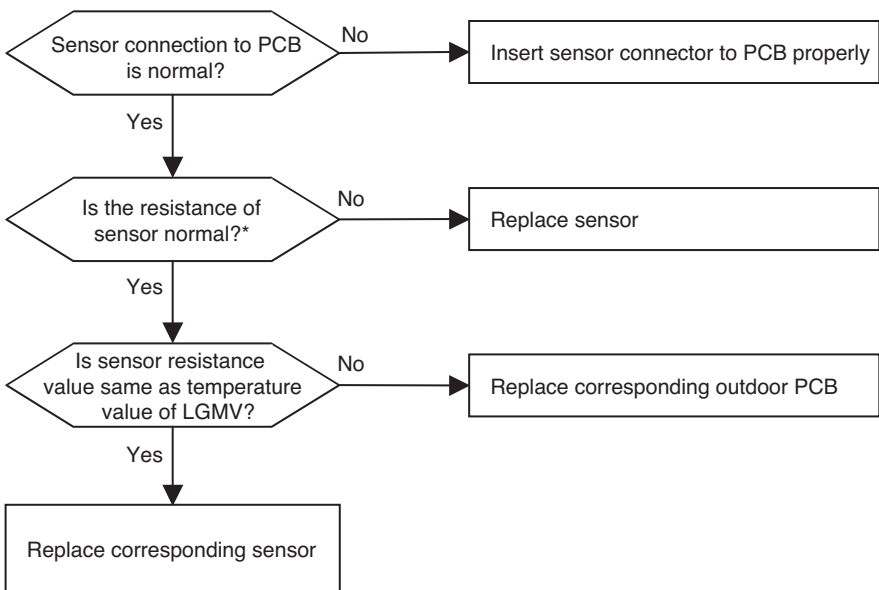 Sensor connection to PCB
is normal?
No
Insert sensor connector to PCB properly
Yes
Is the resistance of
sensor normal?*
No
Replace sensor
Yes
Is sensor resistance
value same as temperature
value of LGMV?
No
Replace corresponding outdoor PCB
Yes
Replace corresponding sensor